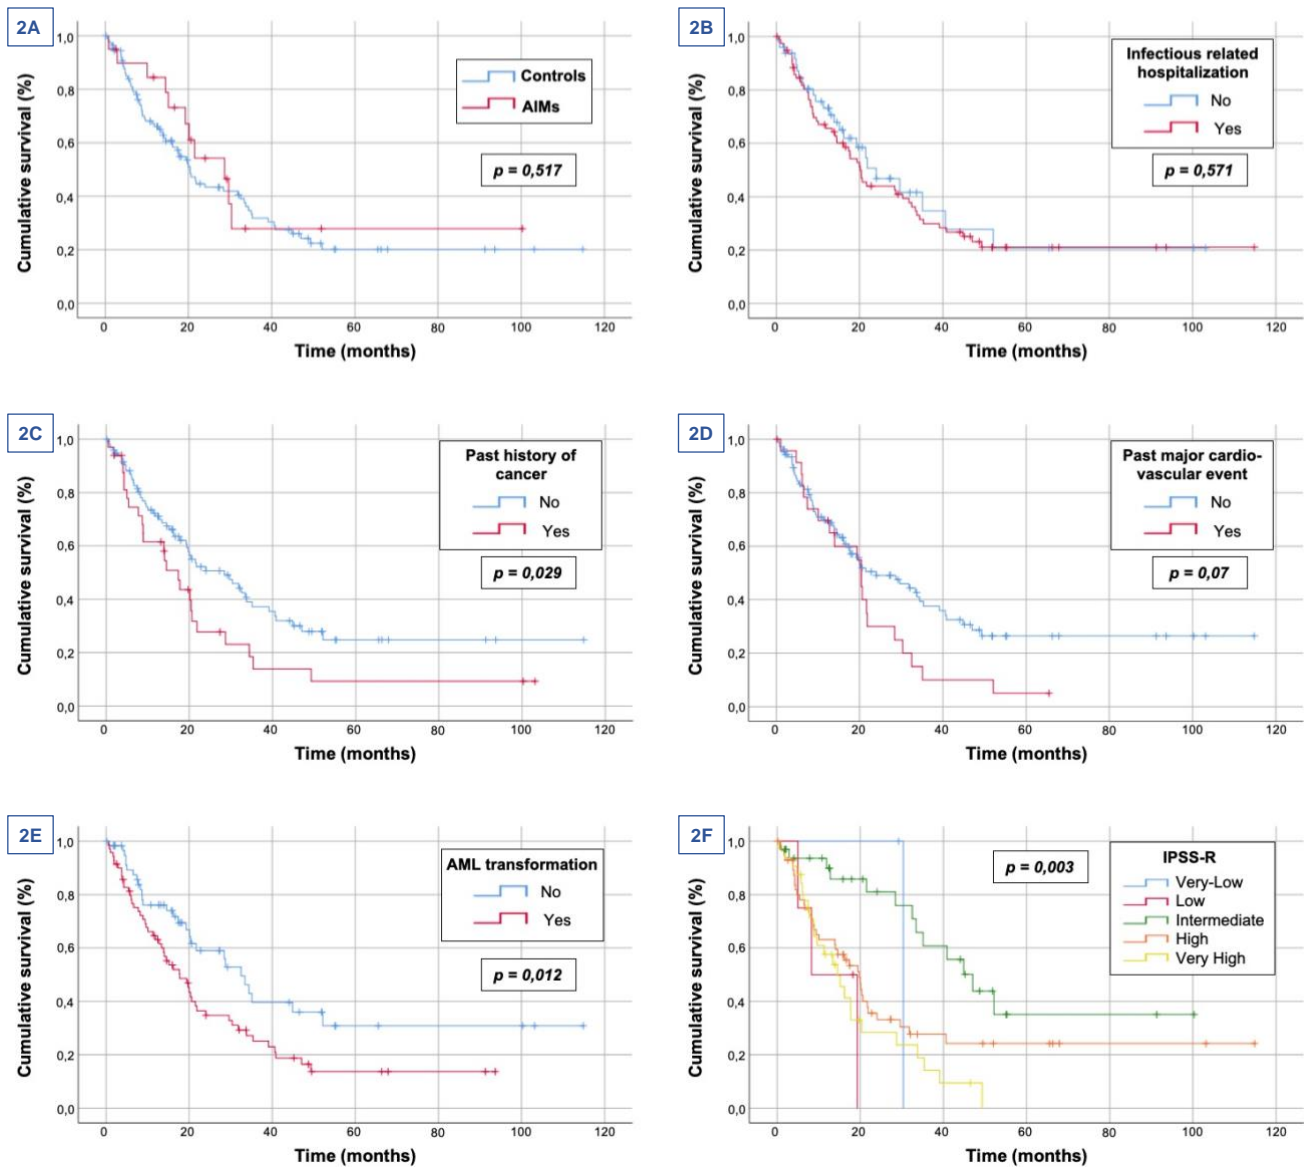 2A
Cumulative survival (%)
1,0
0,8
0,6
0,4
0,2
0,0
0 20 40 60 80 100 120
Time (months)
Controls
AIMs
p = 0,517
2B
Cumulative survival (%)
1,0
0,8
0,6
0,4
0,2
0,0
0 20 40 60 80 100 120
Time (months)
Infectious related
hospitalization
No
Yes
p = 0,571
2C
Cumulative survival (%)
1,0
0,8
0,6
0,4
0,2
0,0
0 20 40 60 80 100 120
Time (months)
Past history of
cancer
No
Yes
p = 0,029
2D
Cumulative survival (%)
1,0
0,8
0,6
0,4
0,2
0,0
0 20 40 60 80 100 120
Time (months)
Past major cardio-
vascular event
No
Yes
p = 0,07
2E
Cumulative survival (%)
1,0
0,8
0,6
0,4
0,2
0,0
0 20 40 60 80 100 120
Time (months)
AML transformation
No
Yes
p = 0,012
2F
Cumulative survival (%)
1,0
0,8
0,6
0,4
0,2
0,0
0 20 40 60 80 100 120
Time (months)
p = 0,003
IPSS-R
Very-Low
Low
Intermediate
High
Very High